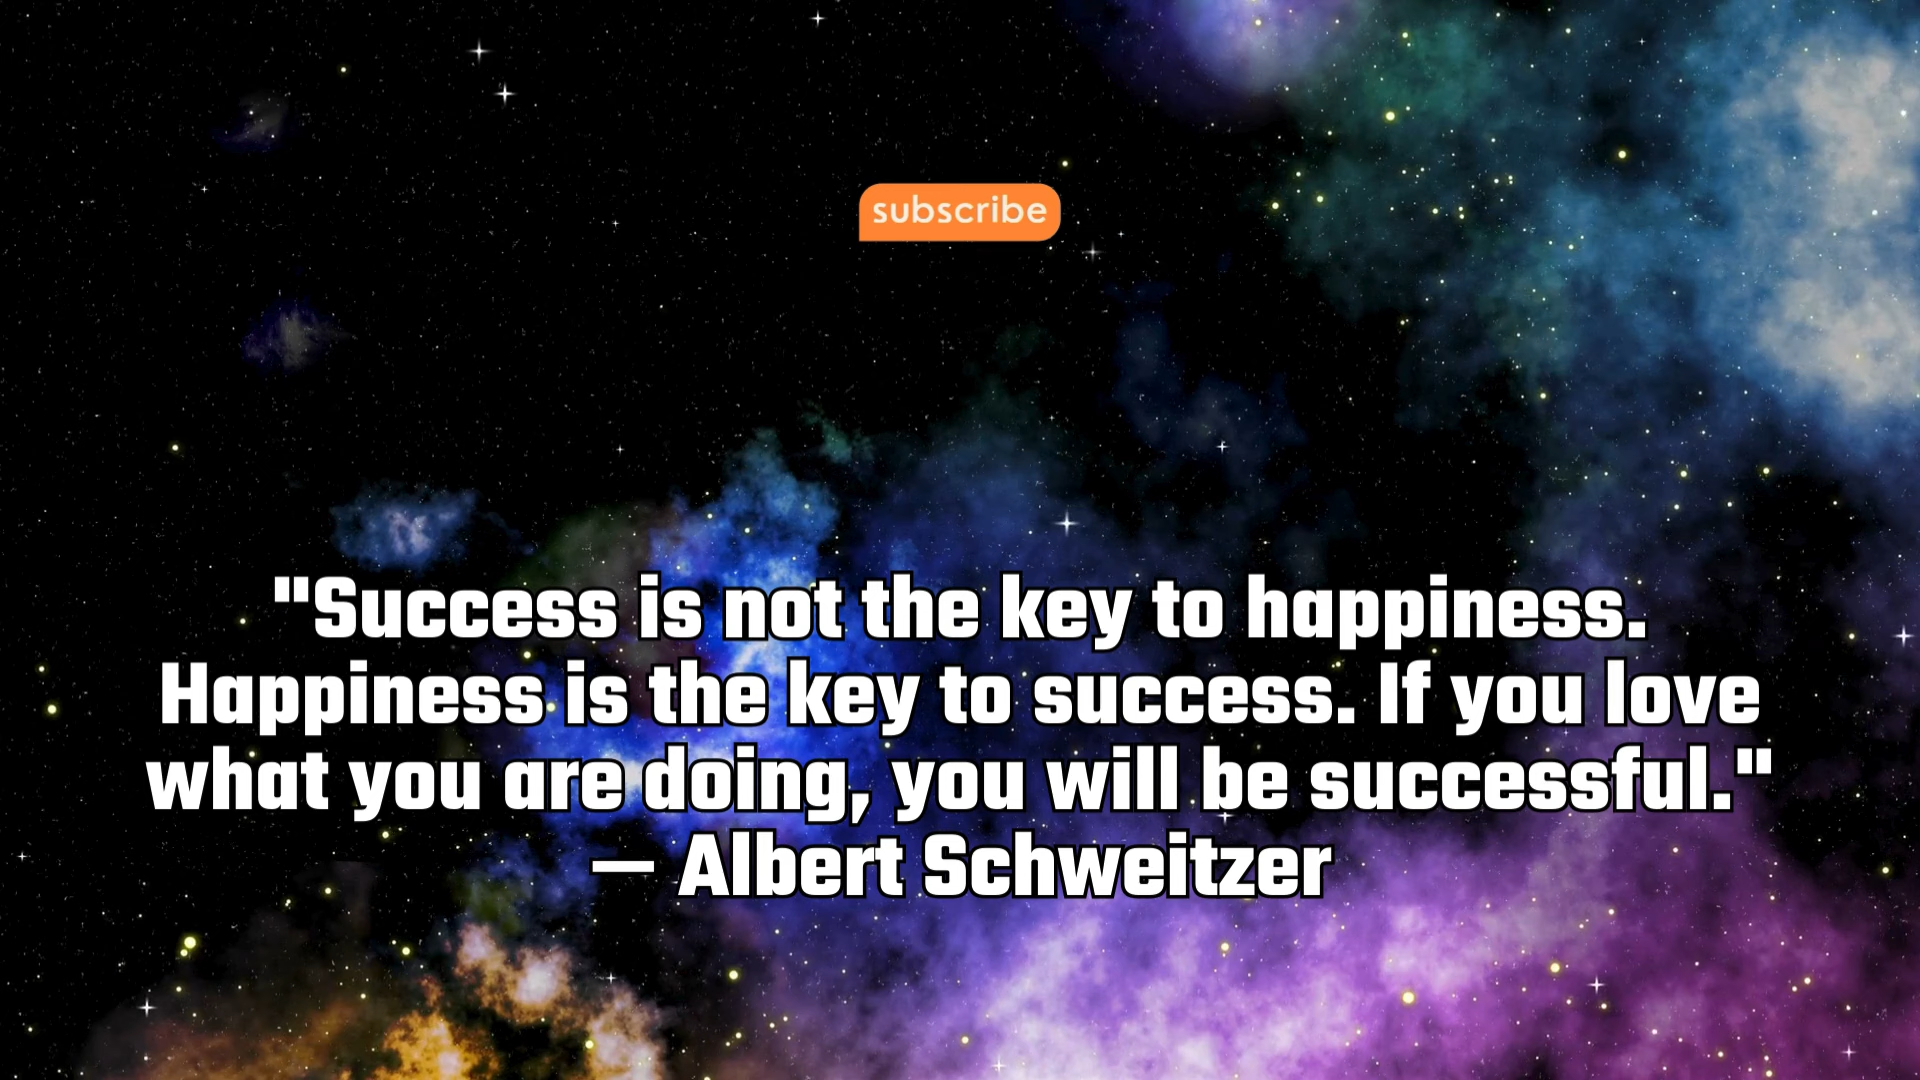 subscribe
"Success is not the key to happiness.
Happiness is the key to success. If you love
what you are doing, you will be successful."
— Albert Schweitzer